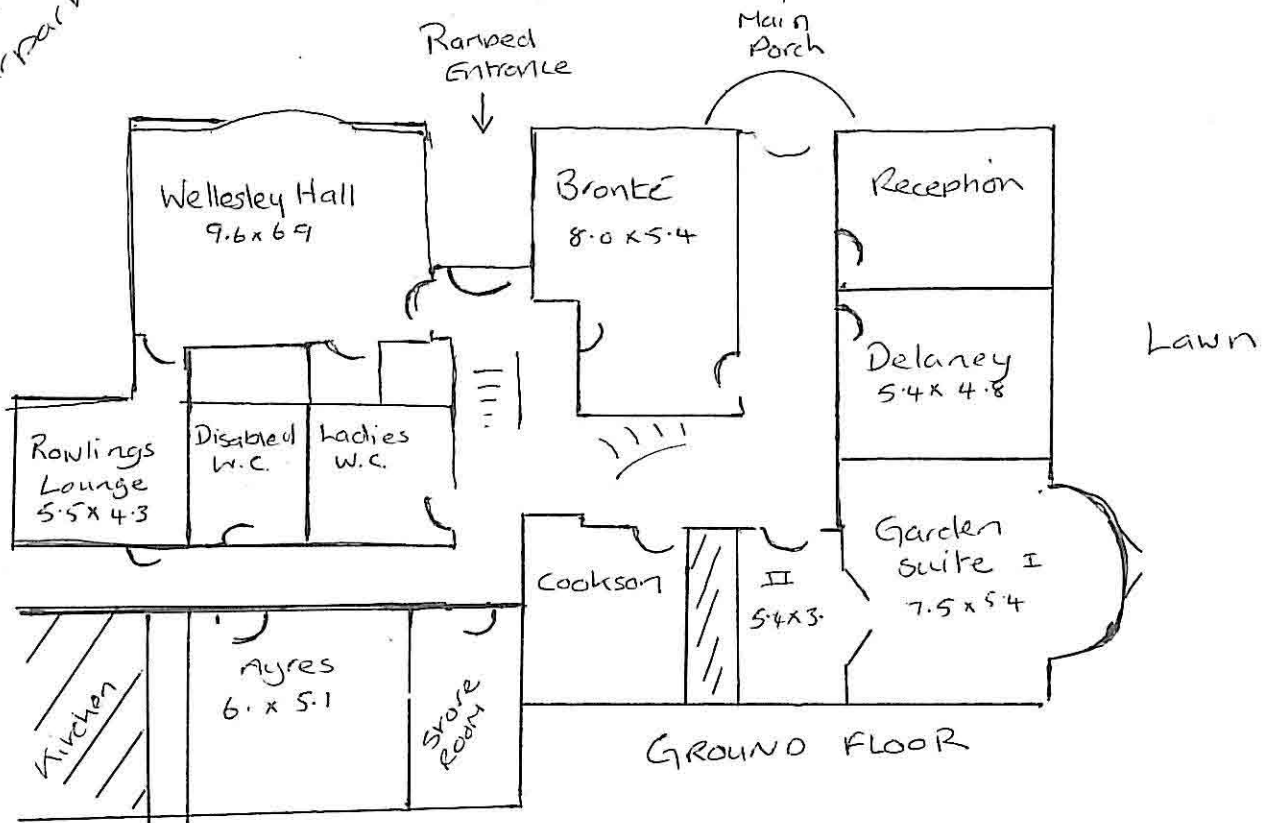 Ramped
Entrance
Main
Porch
Wellesley Hall
9.6 x 6.9
Bronté
8.0 x 5.4
Reception
Delaney
5.4 x 4.8
Lawn
Rowlings
Lounge
5.5 x 4.3
Disabled
W.C.
Ladies
W.C.
Cookson
II
5.4 x 3.
Garden
suite I
7.5 x 5.4
Kitchen
Ayres
6. x 5.1
Store
Room
GROUND FLOOR